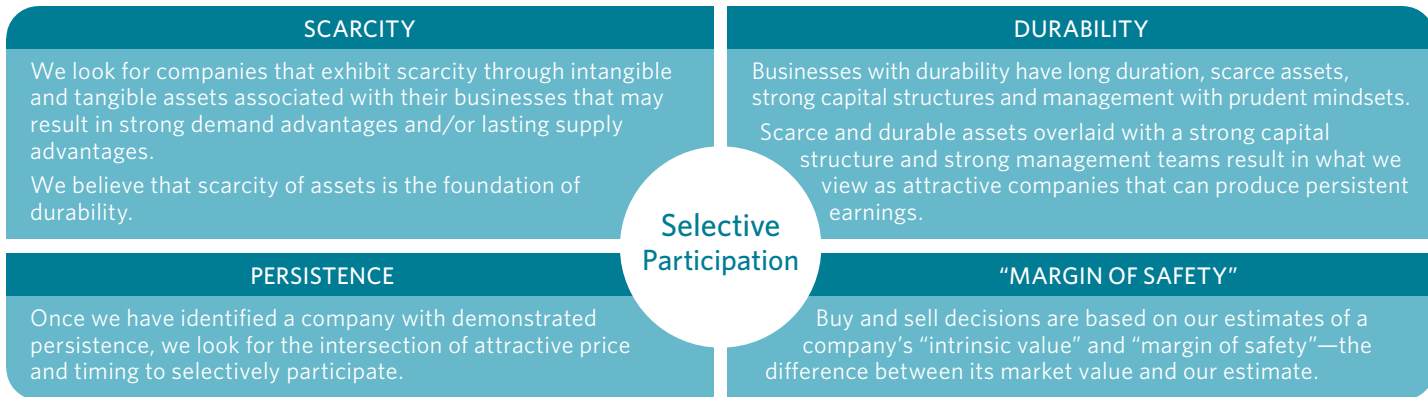 SCARCITY
We look for companies that exhibit scarcity through intangible
and tangible assets associated with their businesses that may
result in strong demand advantages and/or lasting supply
advantages.
We believe that scarcity of assets is the foundation of
durability.
DURABILITY
Businesses with durability have long duration, scarce assets,
strong capital structures and management with prudent mindsets.
Scarce and durable assets overlaid with a strong capital
structure and strong management teams result in what we
view as attractive companies that can produce persistent
earnings.
Selective
Participation
PERSISTENCE
Once we have identified a company with demonstrated
persistence, we look for the intersection of attractive price
and timing to selectively participate.
“MARGIN OF SAFETY”
Buy and sell decisions are based on our estimates of a
company’s “intrinsic value” and “margin of safety”—the
difference between its market value and our estimate.